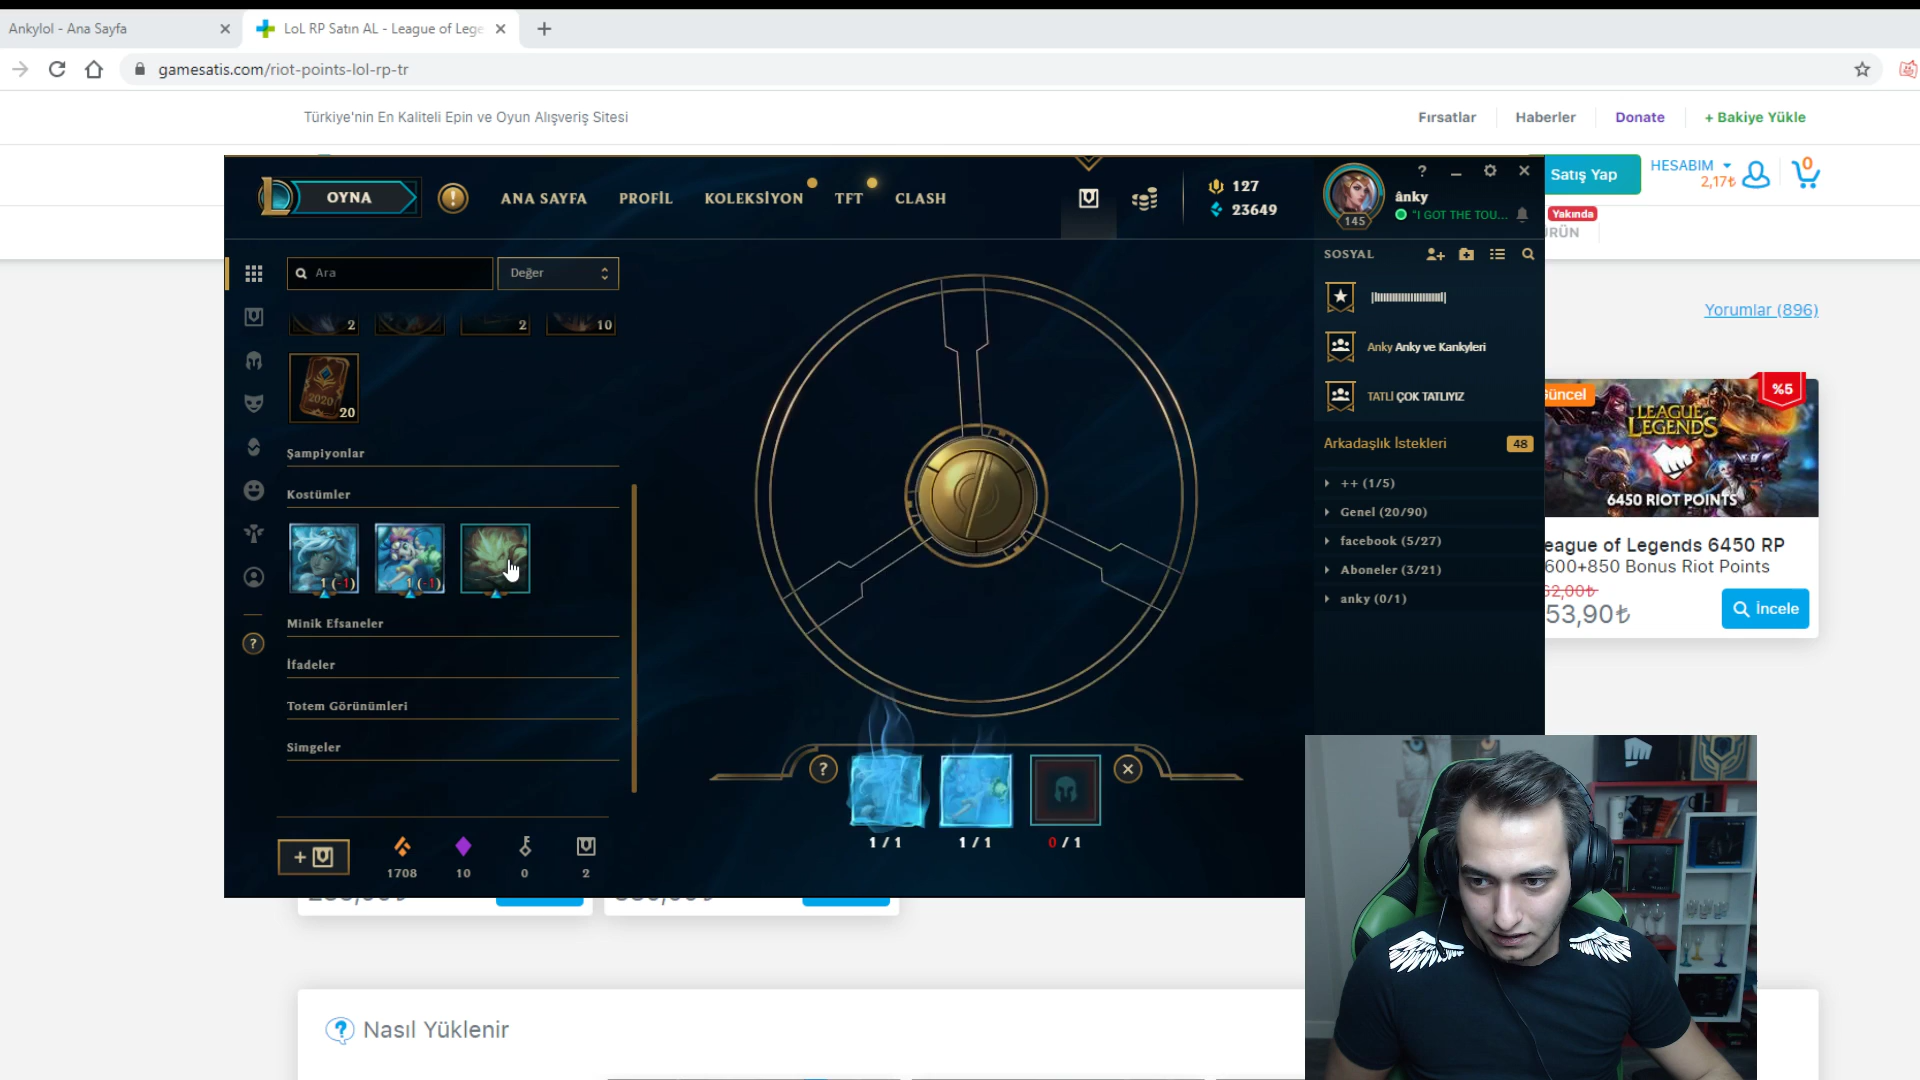 Ankylol - Ana Sayfa
LoL RP Satın AL - League of Lege
gamesatis.com/riot-points-lol-rp-tr
Türkiye'nin En Kaliteli Epin ve Oyun Alışveriş Sitesi
Fırsatlar
Haberler
Donate
+ Bakiye Yükle
OYNA
ANA SAYFA
PROFİL
KOLEKSİYON
TFT
CLASH
127
23649
145
ânky
"I GOT THE TOU...
Satış Yap
HESABIM
2,17₺
0
Yakında
ÜRÜN
Ara
Değer
2
2
10
2020
20
Şampiyonlar
Kostümler
1 (-1)
1 (-1)
Minik Efsaneler
İfadeler
Totem Görünümleri
Simgeler
1708
10
0
2
1 / 1
1 / 1
0 / 1
SOSYAL
Anky Anky ve Kankyleri
TATLI ÇOK TATLIYIZ
Arkadaşlık İstekleri
48
++ (1/5)
Genel (20/90)
facebook (5/27)
Aboneler (3/21)
anky (0/1)
Yorumlar (896)
Güncel
%5
LEAGUE OF LEGENDS
6450 RIOT POINTS
eague of Legends 6450 RP
600+850 Bonus Riot Points
62,00₺
53,90₺
İncele
Nasıl Yüklenir